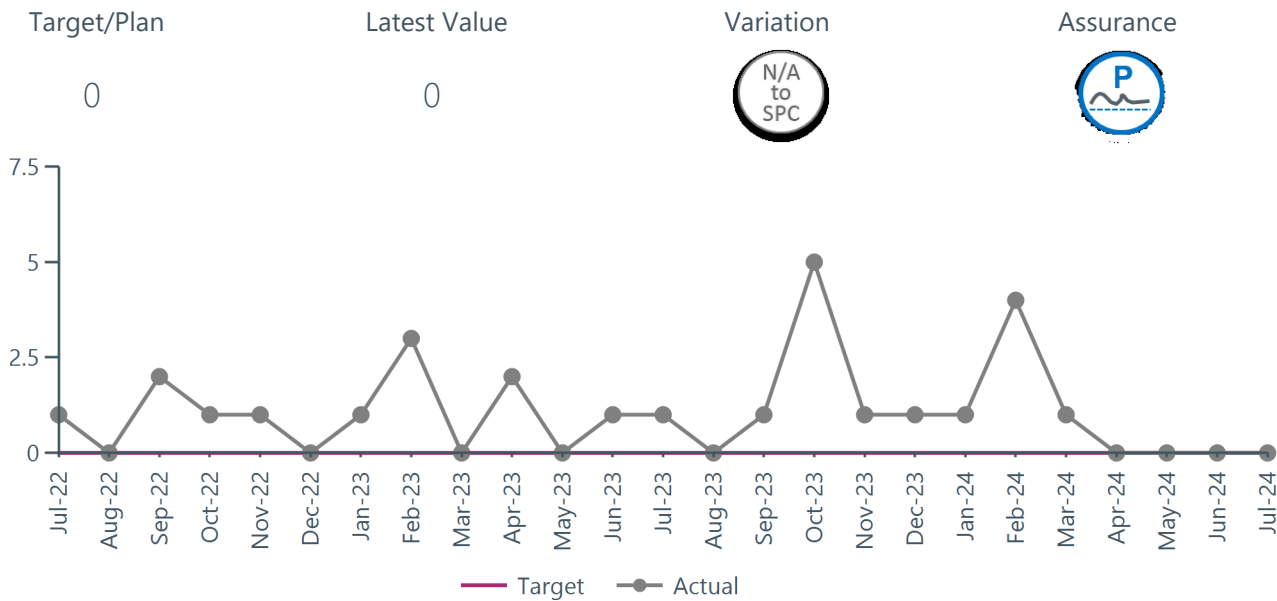 Target/Plan Latest Value Variation Assurance
0 0
N/A
to
SPC
P
7.5
5
2.5
0
Jul-22 Aug-22 Sep-22 Oct-22 Nov-22 Dec-22 Jan-23 Feb-23 Mar-23 Apr-23 May-23 Jun-23 Jul-23 Aug-23 Sep-23 Oct-23 Nov-23 Dec-23 Jan-24 Feb-24 Mar-24 Apr-24 May-24 Jun-24 Jul-24
Target Actual